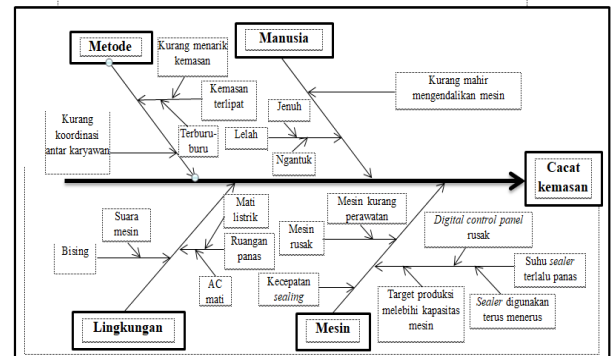 Metode
Manusia
Kurang menarik
kemasan
Kemasan
terlipat
Terburu-
buru
Kurang
koordinasi
antar karyawan
Kurang mahir
mengendalikan mesin
Jenuh
Lelah
Ngantuk
Cacat
kemasan
Mati
listrik
Suara
mesin
Ruangan
panas
Bising
AC
mati
Lingkungan
Mesin kurang
perawatan
Mesin
rusak
Digital control panel
rusak
Suhu sealer
terlalu panas
Kecepatan
sealing
Target produksi
melebihi kapasitas
mesin
Sealer digunakan
terus menerus
Mesin